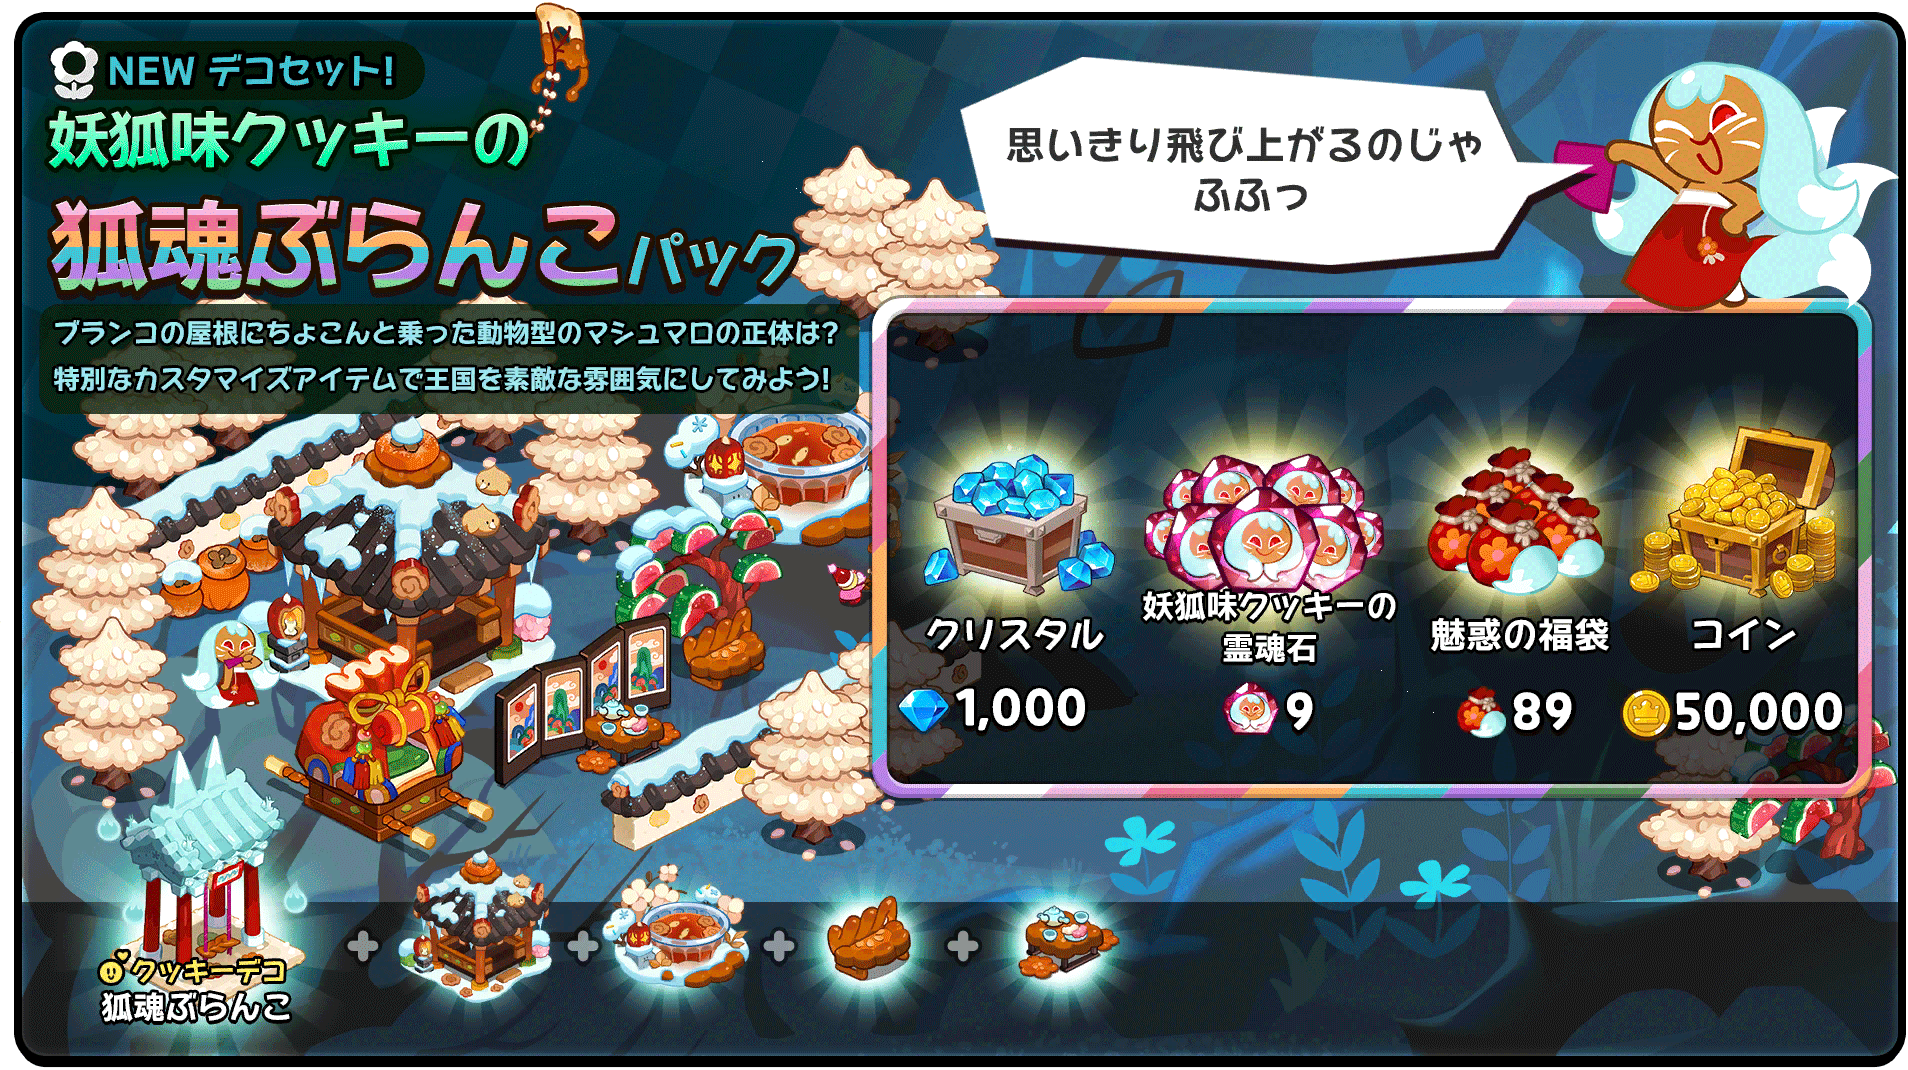 NEW デコセット!
妖狐味クッキーの
狐魂ぶらんこパック
ブランコの屋根にちょこんと乗った動物型のマシュマロの正体は?
特別なカスタマイズアイテムで王国を素敵な雰囲気にしてみよう!
思いきり飛び上がるのじゃ
ふふっ
クリスタル
1,000
妖狐味クッキーの
霊魂石
9
魅惑の福袋
89
コイン
50,000
クッキーデコ
狐魂ぶらんこ
+
+
+
+